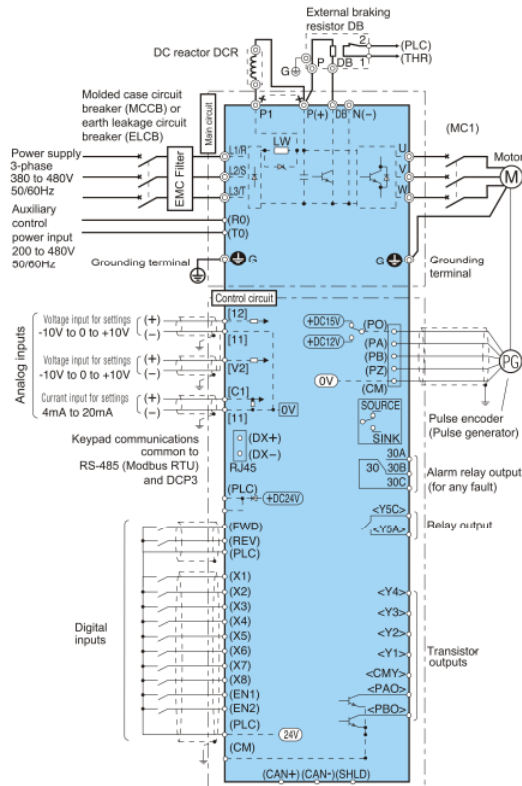 External braking
resistor DB
DC reactor DCR
G
P
DB
2
1
(PLC)
(THR)
Molded case circuit
breaker (MCCB) or
earth leakage circuit
breaker (ELCB)
Main circuit
P1
P(+)
DB
N(-)
(MC1)
Power supply
3-phase
380 to 480V
50/60Hz
EMC Filter
L1/R
L2/S
L3/T
LW
U
V
W
Motor
M
Auxiliary
control
power input
200 to 480V
50/60Hz
(R0)
(T0)
Grounding terminal
G
G
Grounding
terminal
Control circuit
Analog inputs
Voltage input for settings
-10V to 0 to +10V
(+)
(-)
[12]
[11]
Voltage input for settings
-10V to 0 to +10V
(+)
(-)
[V2]
Currant input for settings
4mA to 20mA
(+)
(-)
[C1]
[11]
0V
+DC15V
+DC12V
0V
(PO)
(PA)
(PB)
(PZ)
(CM)
PG
Pulse encoder
(Pulse generator)
SOURCE
SINK
Keypad communications
common to
RS-485 (Modbus RTU)
and DCP3
(DX+)
(DX-)
RJ45
30
30A
30B
30C
Alarm relay output
(for any fault)
(PLC)
+DC24V
<Y5C>
<Y5A>
Relay output
(FWD)
(REV)
(PLC)
Digital
inputs
(X1)
(X2)
(X3)
(X4)
(X5)
(X6)
(X7)
(X8)
(EN1)
(EN2)
(PLC)
(CM)
24V
<Y4>
<Y3>
<Y2>
<Y1>
<CMY>
<PAO>
<PBO>
Transistor
outputs
(CAN+) (CAN-) (SHLD)